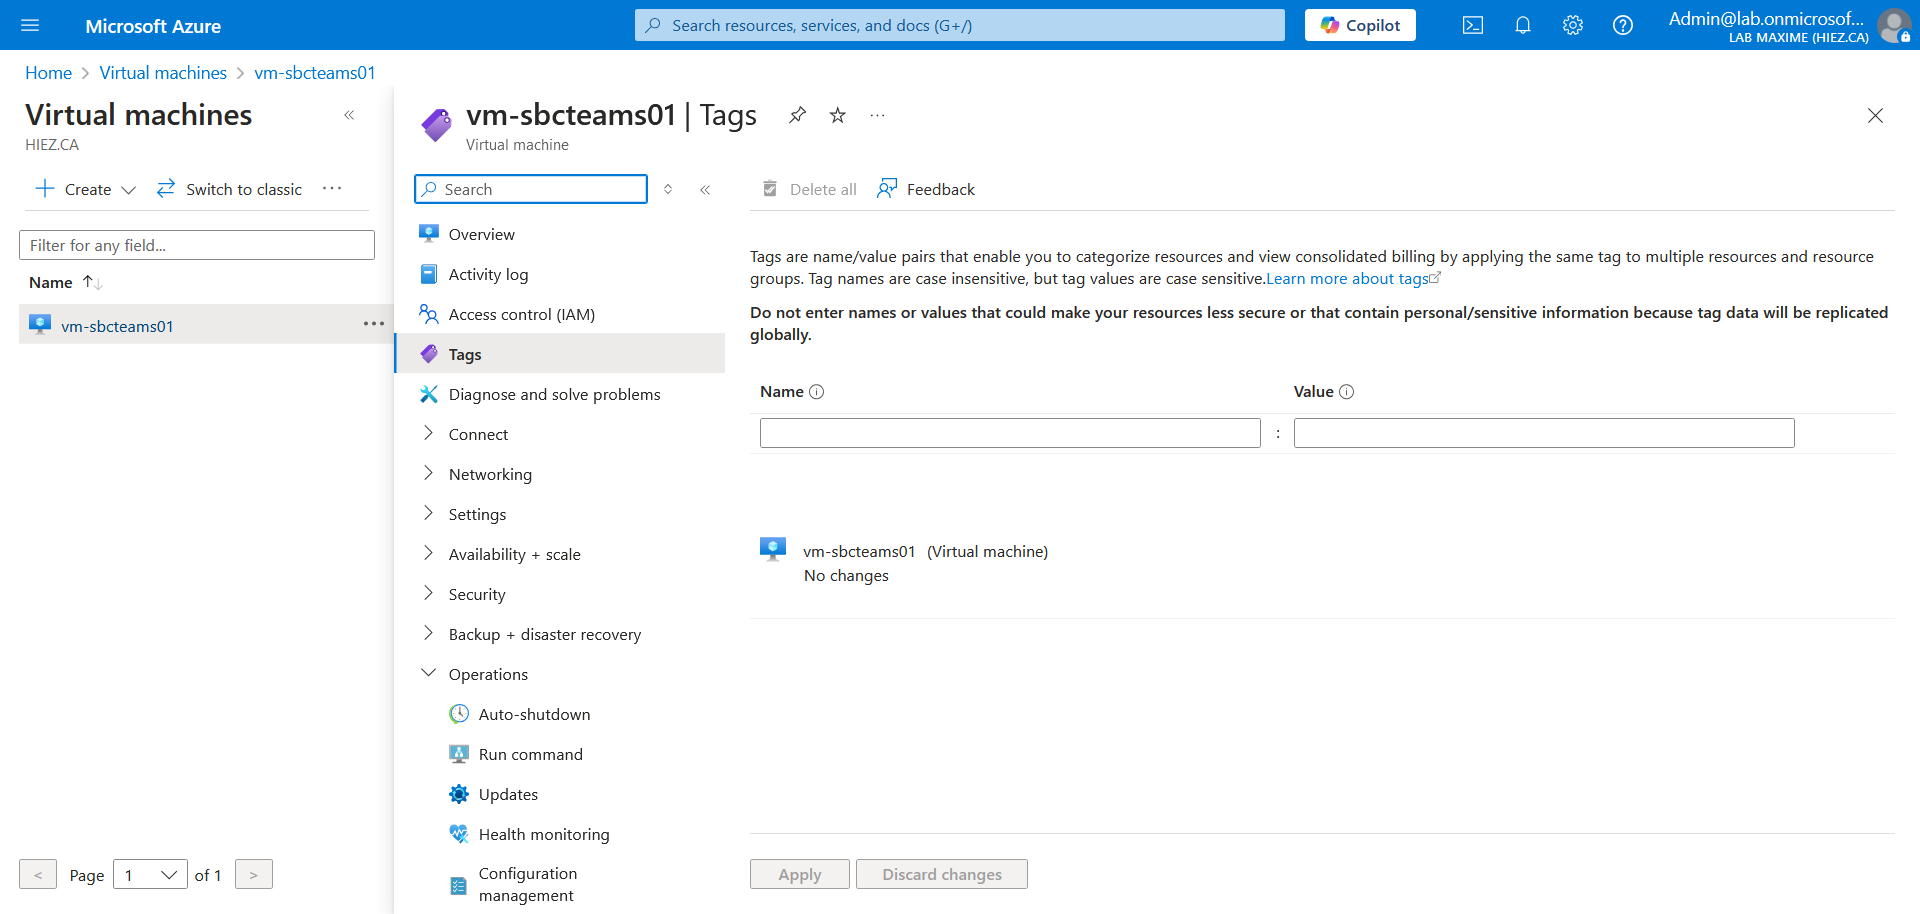 Microsoft Azure
Search resources, services, and docs (G+/)
Copilot
Admin@lab.onmicrosof...
LAB MAXIME (HIEZ.CA)
Home > Virtual machines > vm-sbcteams01
Virtual machines «
HIEZ.CA
Create
Switch to classic
...
Filter for any field...
Name ↑↓
vm-sbcteams01 ...
vm-sbcteams01 | Tags ...
Virtual machine
Search
«
Overview
Activity log
Access control (IAM)
Tags
Diagnose and solve problems
Connect
Networking
Settings
Availability + scale
Security
Backup + disaster recovery
Operations
Auto-shutdown
Run command
Updates
Health monitoring
Configuration
management
Delete all
Feedback
Tags are name/value pairs that enable you to categorize resources and view consolidated billing by applying the same tag to multiple resources and resource
groups. Tag names are case insensitive, but tag values are case sensitive.Learn more about tags
Do not enter names or values that could make your resources less secure or that contain personal/sensitive information because tag data will be replicated
globally.
Name
Value
:
vm-sbcteams01 (Virtual machine)
No changes
< Page 1 of 1 >
Apply
Discard changes